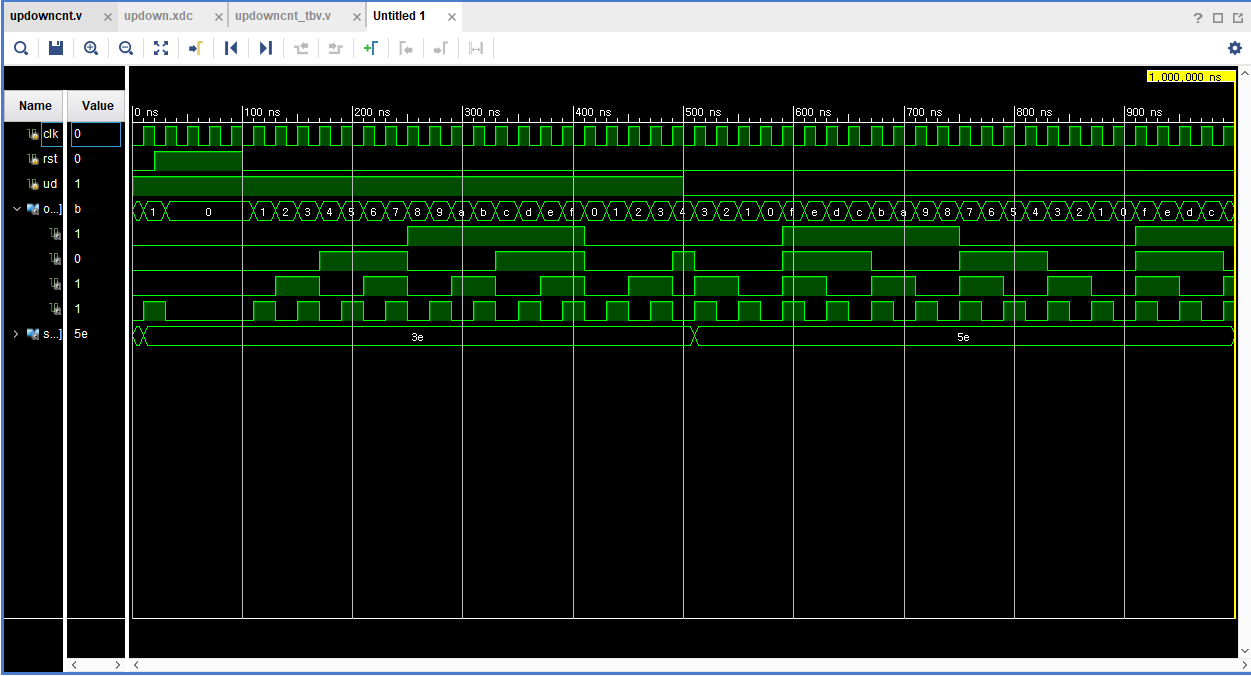 updowncnt.v × updown.xdc × updowncnt_tbv.v × Untitled 1 ×
?
1,000,000 ns
Name Value
0 ns 100 ns 200 ns 300 ns 400 ns 500 ns 600 ns 700 ns 800 ns 900 ns
clk 0
rst 0
ud 1
o...] b 1 0 1 2 3 4 5 6 7 8 9 a b c d e f 0 1 2 3 4 3 2 1 0 f e d c b a 9 8 7 6 5 4 3 2 1 0 f e d c
1
0
1
1
s...] 5e 3e 5e